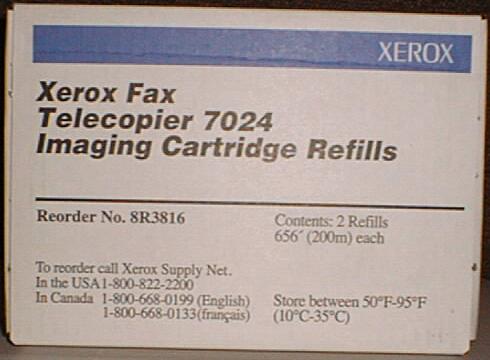 XEROX
Xerox Fax
Telecopier 7024
Imaging Cartridge Refills
Reorder No. 8R3816
Contents: 2 Refills
656´ (200m) each
To reorder call Xerox Supply Net.
In the USA 1-800-822-2200
In Canada 1-800-668-0199 (English)
1-800-668-0133 (français)
Store between 50°F-95°F
(10°C-35°C)